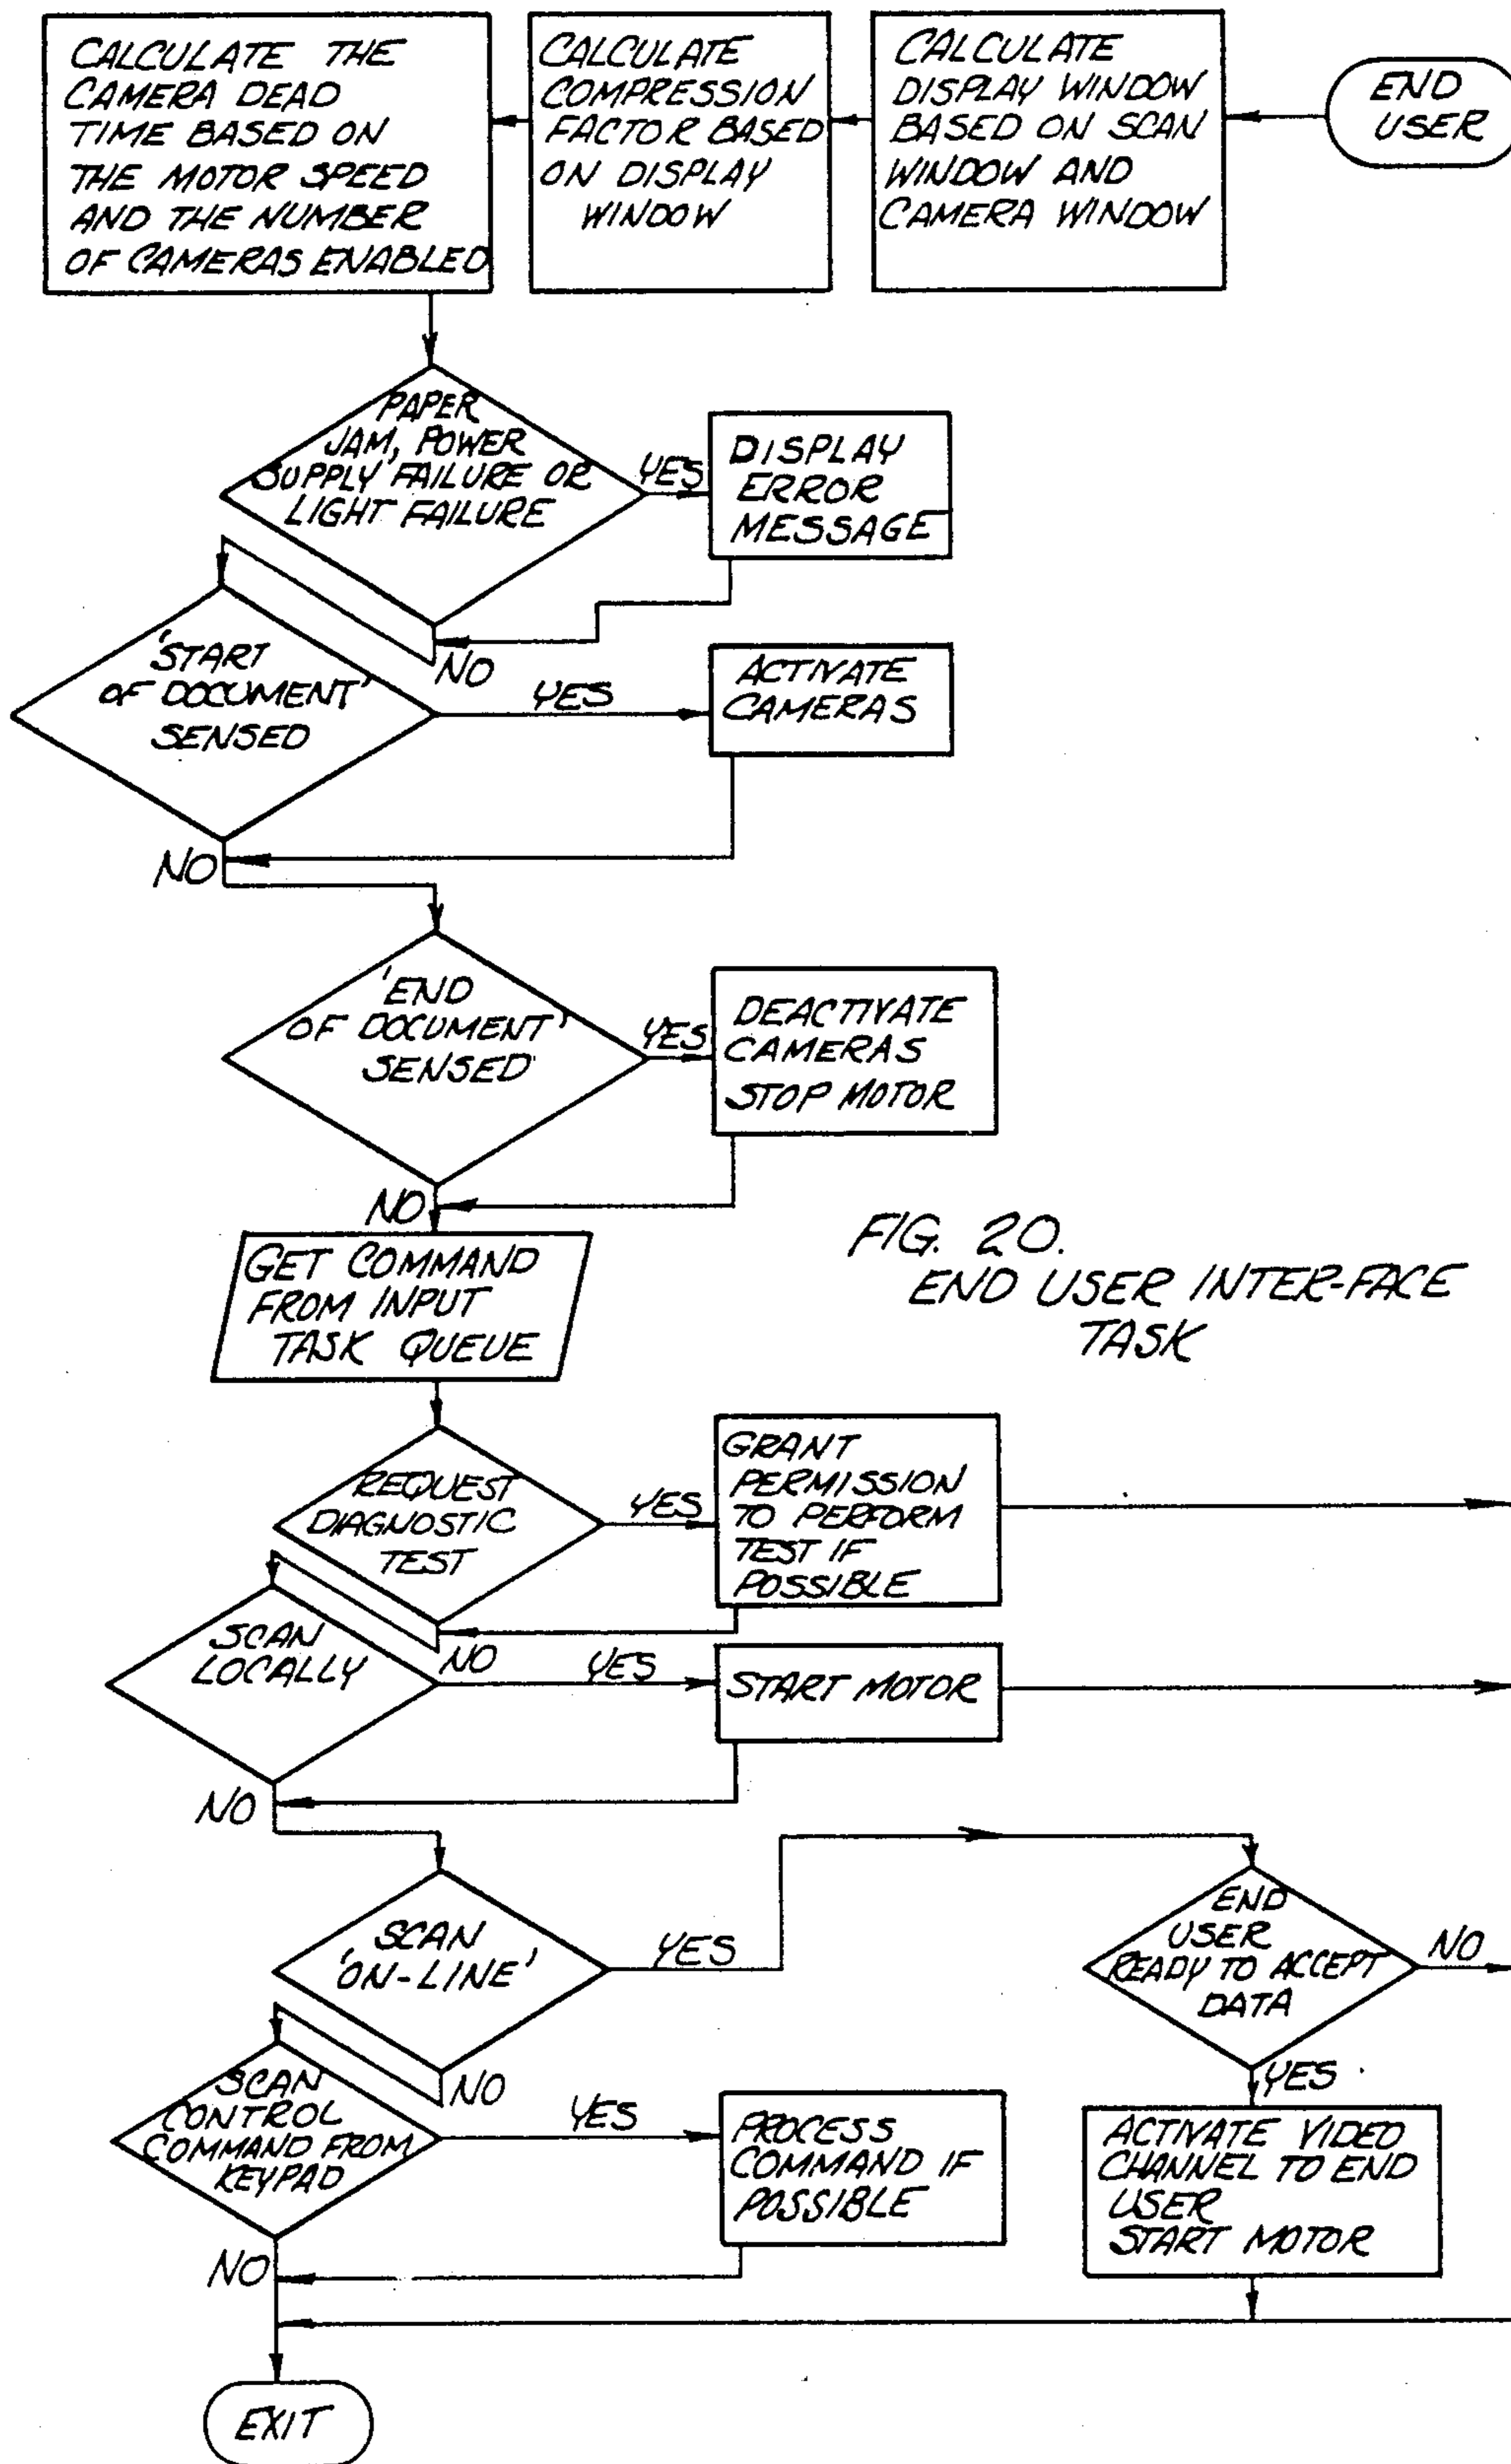 CALCULATE THE
CAMERA DEAD
TIME BASED ON
THE MOTOR SPEED
AND THE NUMBER
OF CAMERAS ENABLED
CALCULATE
COMPRESSION
FACTOR BASED
ON DISPLAY
WINDOW
CALCULATE
DISPLAY WINDOW
BASED ON SCAN
WINDOW AND
CAMERA WINDOW
END
USER
PAPER
JAM, POWER
SUPPLY FAILURE OR
LIGHT FAILURE
YES
DISPLAY
ERROR
MESSAGE
NO
'START
OF DOCUMENT'
SENSED
YES
ACTIVATE
CAMERAS
NO
'END
OF DOCUMENT'
SENSED
YES
DEACTIVATE
CAMERAS
STOP MOTOR
NO
GET COMMAND
FROM INPUT
TASK QUEUE
FIG. 20.
END USER INTER-FACE
TASK
REQUEST
DIAGNOSTIC
TEST
YES
GRANT
PERMISSION
TO PERFORM
TEST IF
POSSIBLE
NO
SCAN
LOCALLY
YES
START MOTOR
NO
SCAN
'ON-LINE'
YES
END
USER
READY TO ACCEPT
DATA
NO
YES
NO
SCAN
CONTROL
COMMAND FROM
KEYPAD
YES
PROCESS
COMMAND IF
POSSIBLE
ACTIVATE VIDEO
CHANNEL TO END
USER
START MOTOR
NO
EXIT